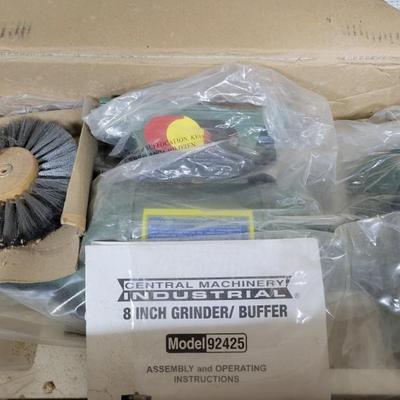 CENTRAL MACHINERY
INDUSTRIAL®
8 INCH GRINDER/ BUFFER
Model 92425
ASSEMBLY and OPERATING
INSTRUCTIONS